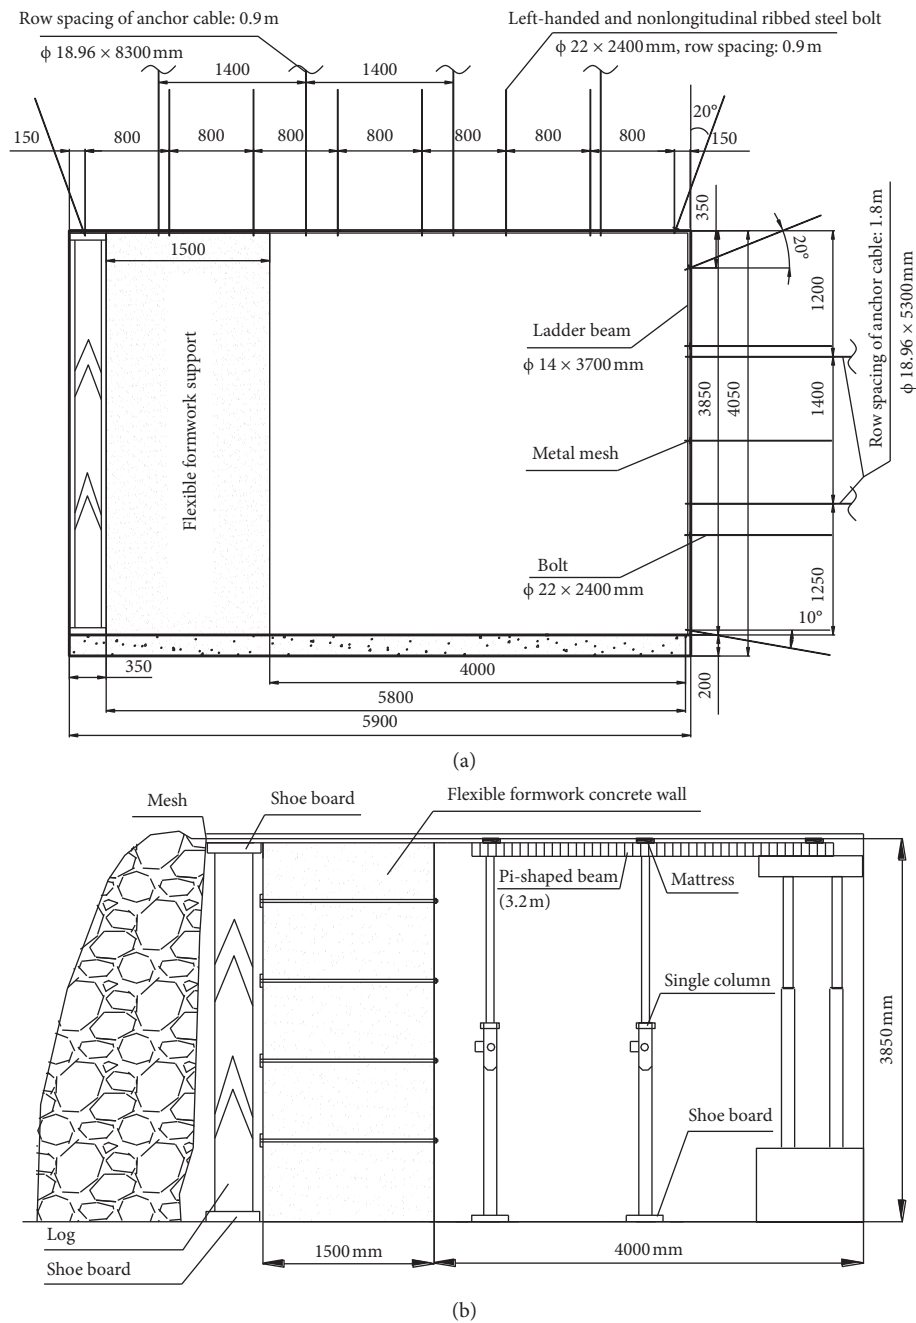 Row spacing of anchor cable: 0.9 m
ϕ 18.96 × 8300 mm
Left-handed and nonlongitudinal ribbed steel bolt
ϕ 22 × 2400 mm, row spacing: 0.9 m
1400
1400
20°
150
800
800
800
800
800
800
800
150
350
20°
1200
Row spacing of anchor cable: 1.8 m
ϕ 18.96 × 5300 mm
1500
Flexible formwork support
Ladder beam
ϕ 14 × 3700 mm
3850
4050
1400
Metal mesh
Bolt
ϕ 22 × 2400 mm
1250
10°
350
4000
200
5800
5900
(a)
Mesh
Shoe board
Flexible formwork concrete wall
Pi-shaped beam
(3.2 m)
Mattress
Single column
3850 mm
Shoe board
Log
Shoe board
1500 mm
4000 mm
(b)